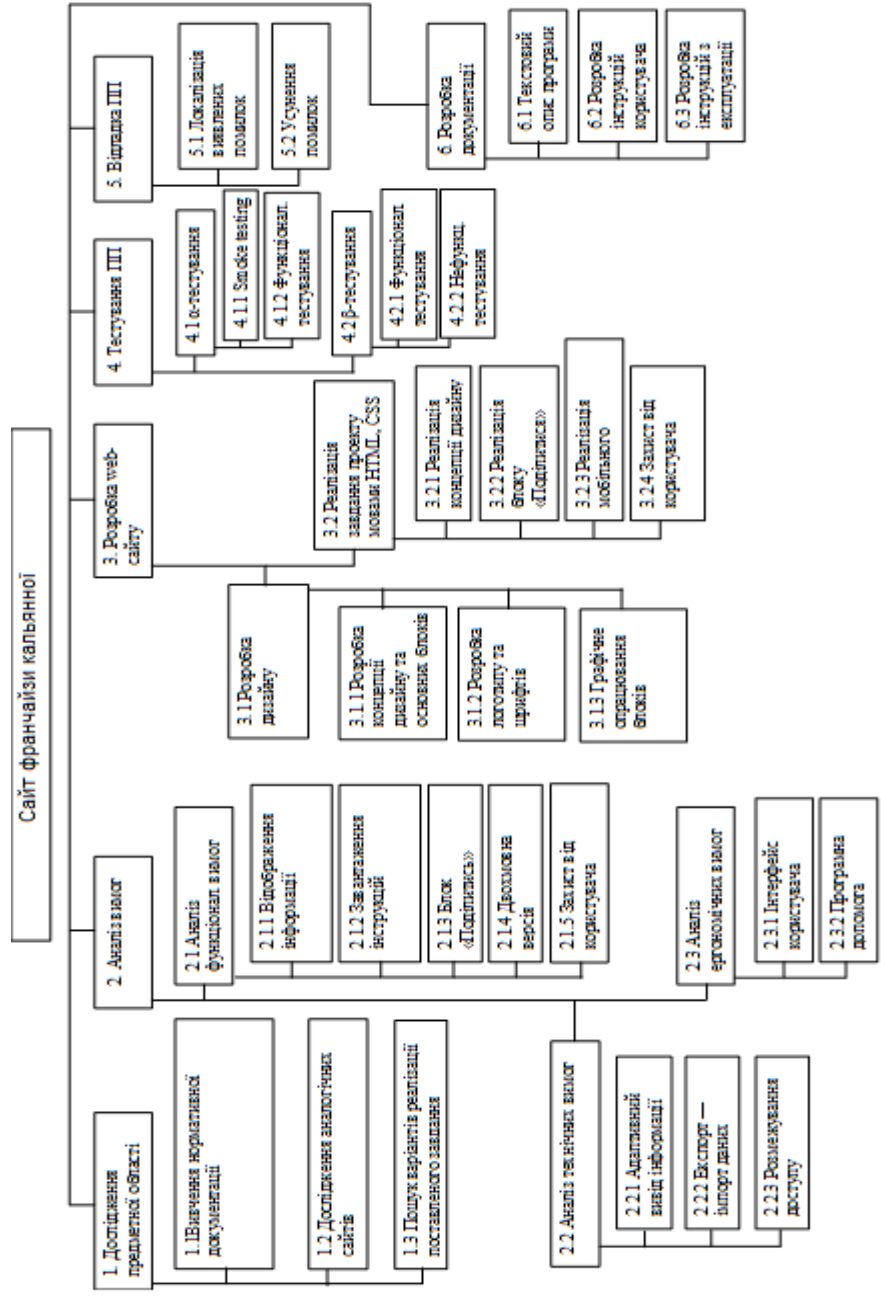 Сайт франчайзи кальянної
1. Дослідження
предметної області
1.1Вивчення нормативної
документації
1.2 Дослідження аналогічних
сайтів
1.3 Пошук варіантів реалізації
поставленого завдання
2. Аналіз вимог
2.1 Аналіз
функціонал. вимог
2.1.1 Відображення
інформації
2.1.2 Завантаження
інструкцій
2.1.3 Блок
«Поділитись»
2.1.4 Двохмовна
версія
2.1.5 Захист від
користувача
2.2 Аналіз технічних вимог
2.2.1 Адаптивний
вивід інформації
2.2.2 Експорт —
імпорт даних
2.2.3 Розмежування
доступу
2.3 Аналіз
ергономічних вимог
2.3.1 Інтерфейс
користувача
2.3.2 Програмна
допомога
3. Розробка web-
сайту
3.1 Розробка
дизайну
3.1.1 Розробка
концепції
дизайну та
основних блоків
3.1.2 Розробка
логотипу та
шрифтів
3.1.3 Графічне
опрацювання
блоків
3.2 Реалізація
завдання проекту
мовами HTML, CSS
3.2.1 Реалізація
концепції дизайну
3.2.2 Реалізація
блоку
«Поділитися»
3.2.3 Реалізація
мобільного
3.2.4 Захист від
користувача
4. Тестування ПП
4.1 α-тестування
4.1.1 Smoke testing
4.1.2 Функціонал.
тестування
4.2 β-тестування
4.2.1 Функціонал.
тестування
4.2.2 Нефункц.
тестування
5. Відладка ПП
5.1 Локалізація
виявлених
помилок
5.2 Усунення
помилок
6. Розробка
документації
6.1 Текстовий
опис програми
6.2 Розробка
інструкцій
користувача
6.3 Розробка
інструкцій з
експлуатації